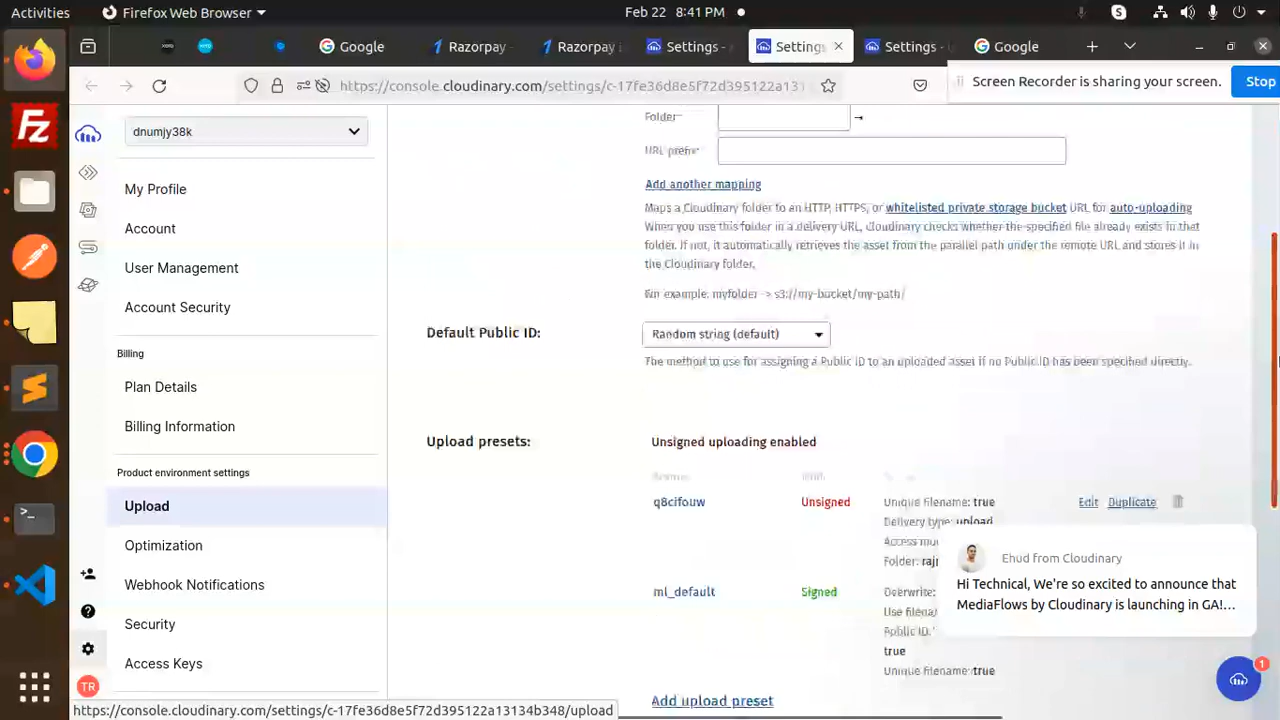 Activities
Firefox Web Browser
Feb 22 8:41 PM
Google
Razorpay
Razorpay i
Settings -
Settings
Settings -
Google
https://console.cloudinary.com/settings/c-17fe36d8e5f72d395122a13
Screen Recorder is sharing your screen.
Stop
dnumjy38k
My Profile
Account
User Management
Account Security
Billing
Plan Details
Billing Information
Product environment settings
Upload
Optimization
Webhook Notifications
Security
Access Keys
TR
Folder
URL prefix
Add another mapping
Maps a Cloudinary folder to an HTTP, HTTPS, or whitelisted private storage bucket URL for auto-uploading
When you use this folder in a delivery URL, Cloudinary checks whether the specified file already exists in that
folder. If not, it automatically retrieves the asset from the parallel path under the remote URL and stores it in
the Cloudinary folder.
For example: myfolder -> s3://my-bucket/my-path/
Default Public ID:
Random string (default)
The method to use for assigning a Public ID to an uploaded asset if no Public ID has been specified directly.
Upload presets:
Unsigned uploading enabled
q8cifouw
Unsigned
Unique filename: true
Delivery type: upload
Folder: raj
Edit
Duplicate
ml_default
Signed
Overwrite:
Public ID
true
Unique filename: true
Add upload preset
Ehud from Cloudinary
Hi Technical, We're so excited to announce that
MediaFlows by Cloudinary is launching in GA!...
1
https://console.cloudinary.com/settings/c-17fe36d8e5f72d395122a13134b348/upload